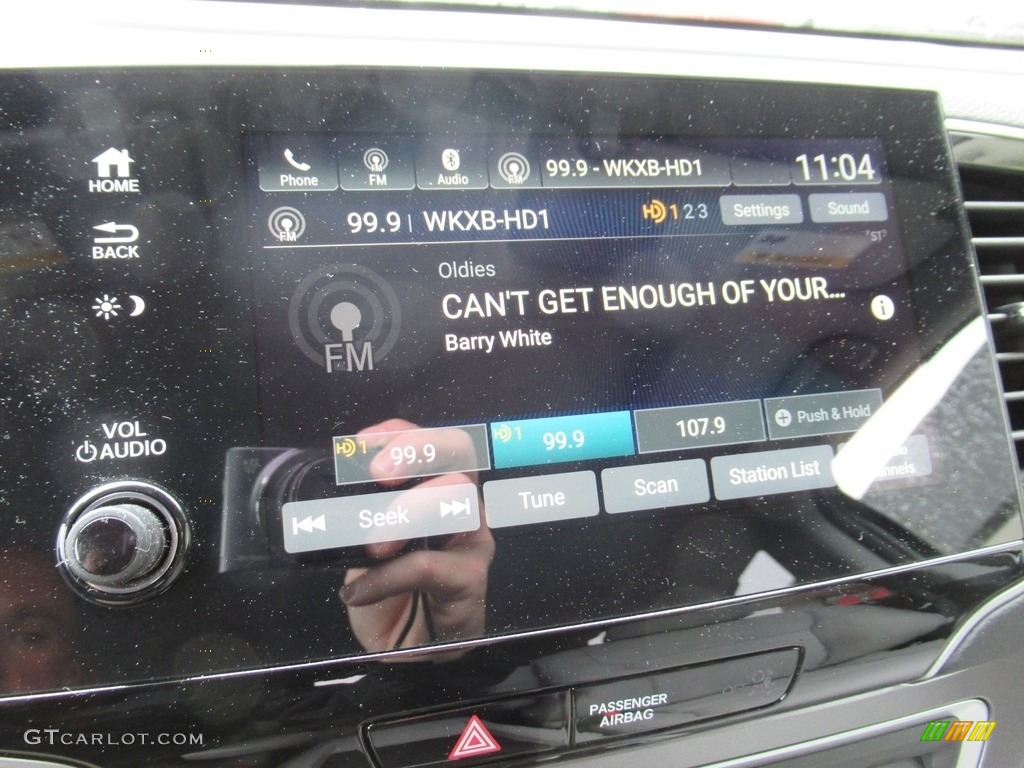 HOME
BACK
VOL
AUDIO
Phone
FM
Audio
FM
99.9 - WKXB-HD1
11:04
FM
99.9 | WKXB-HD1
HD 1 2 3
Settings
Sound
ST
FM
Oldies
CAN'T GET ENOUGH OF YOUR...
Barry White
i
HD 1 99.9
HD 1 99.9
107.9
+ Push & Hold
Seek
Tune
Scan
Station List
PASSENGER
AIRBAG
GTCARLOT.COM